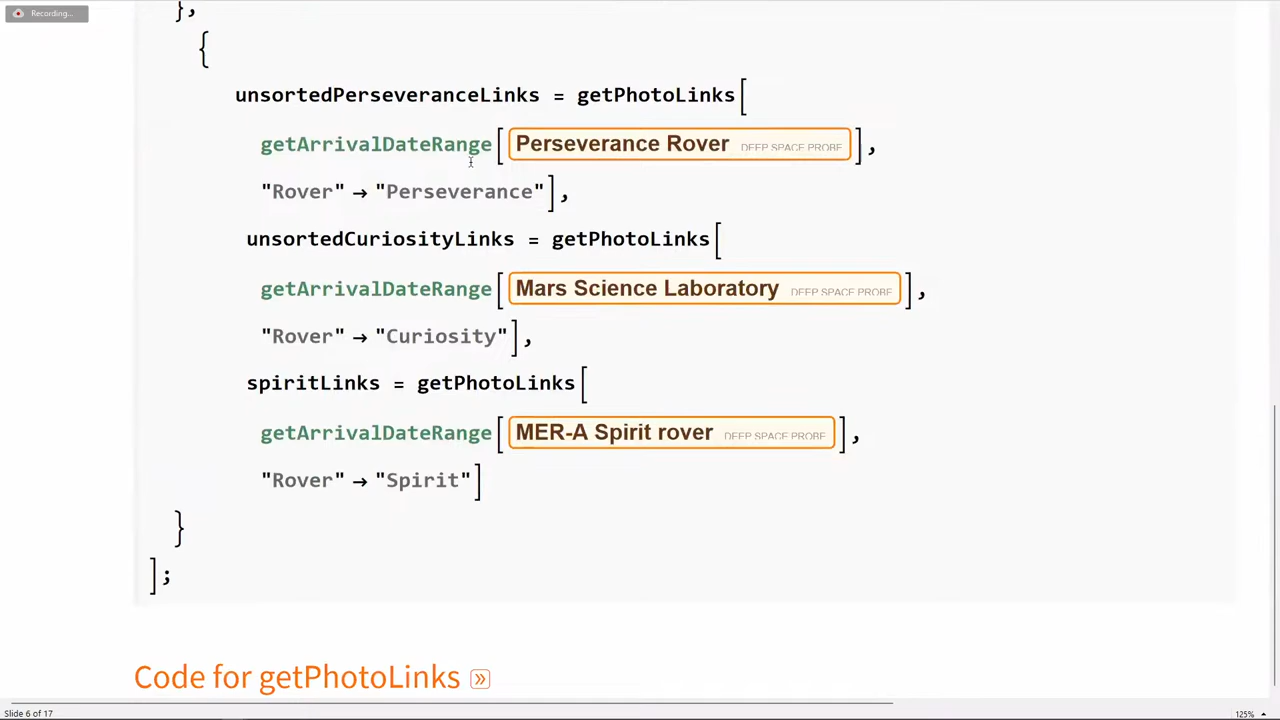 Recording...
},
{
unsortedPerseveranceLinks = getPhotoLinks[
getArrivalDateRange[ Perseverance Rover DEEP SPACE PROBE ],
"Rover" → "Perseverance"],
unsortedCuriosityLinks = getPhotoLinks[
getArrivalDateRange[ Mars Science Laboratory DEEP SPACE PROBE ],
"Rover" → "Curiosity"],
spiritLinks = getPhotoLinks[
getArrivalDateRange[ MER-A Spirit rover DEEP SPACE PROBE ],
"Rover" → "Spirit"]
}
];
Code for getPhotoLinks »
Slide 6 of 17
125%